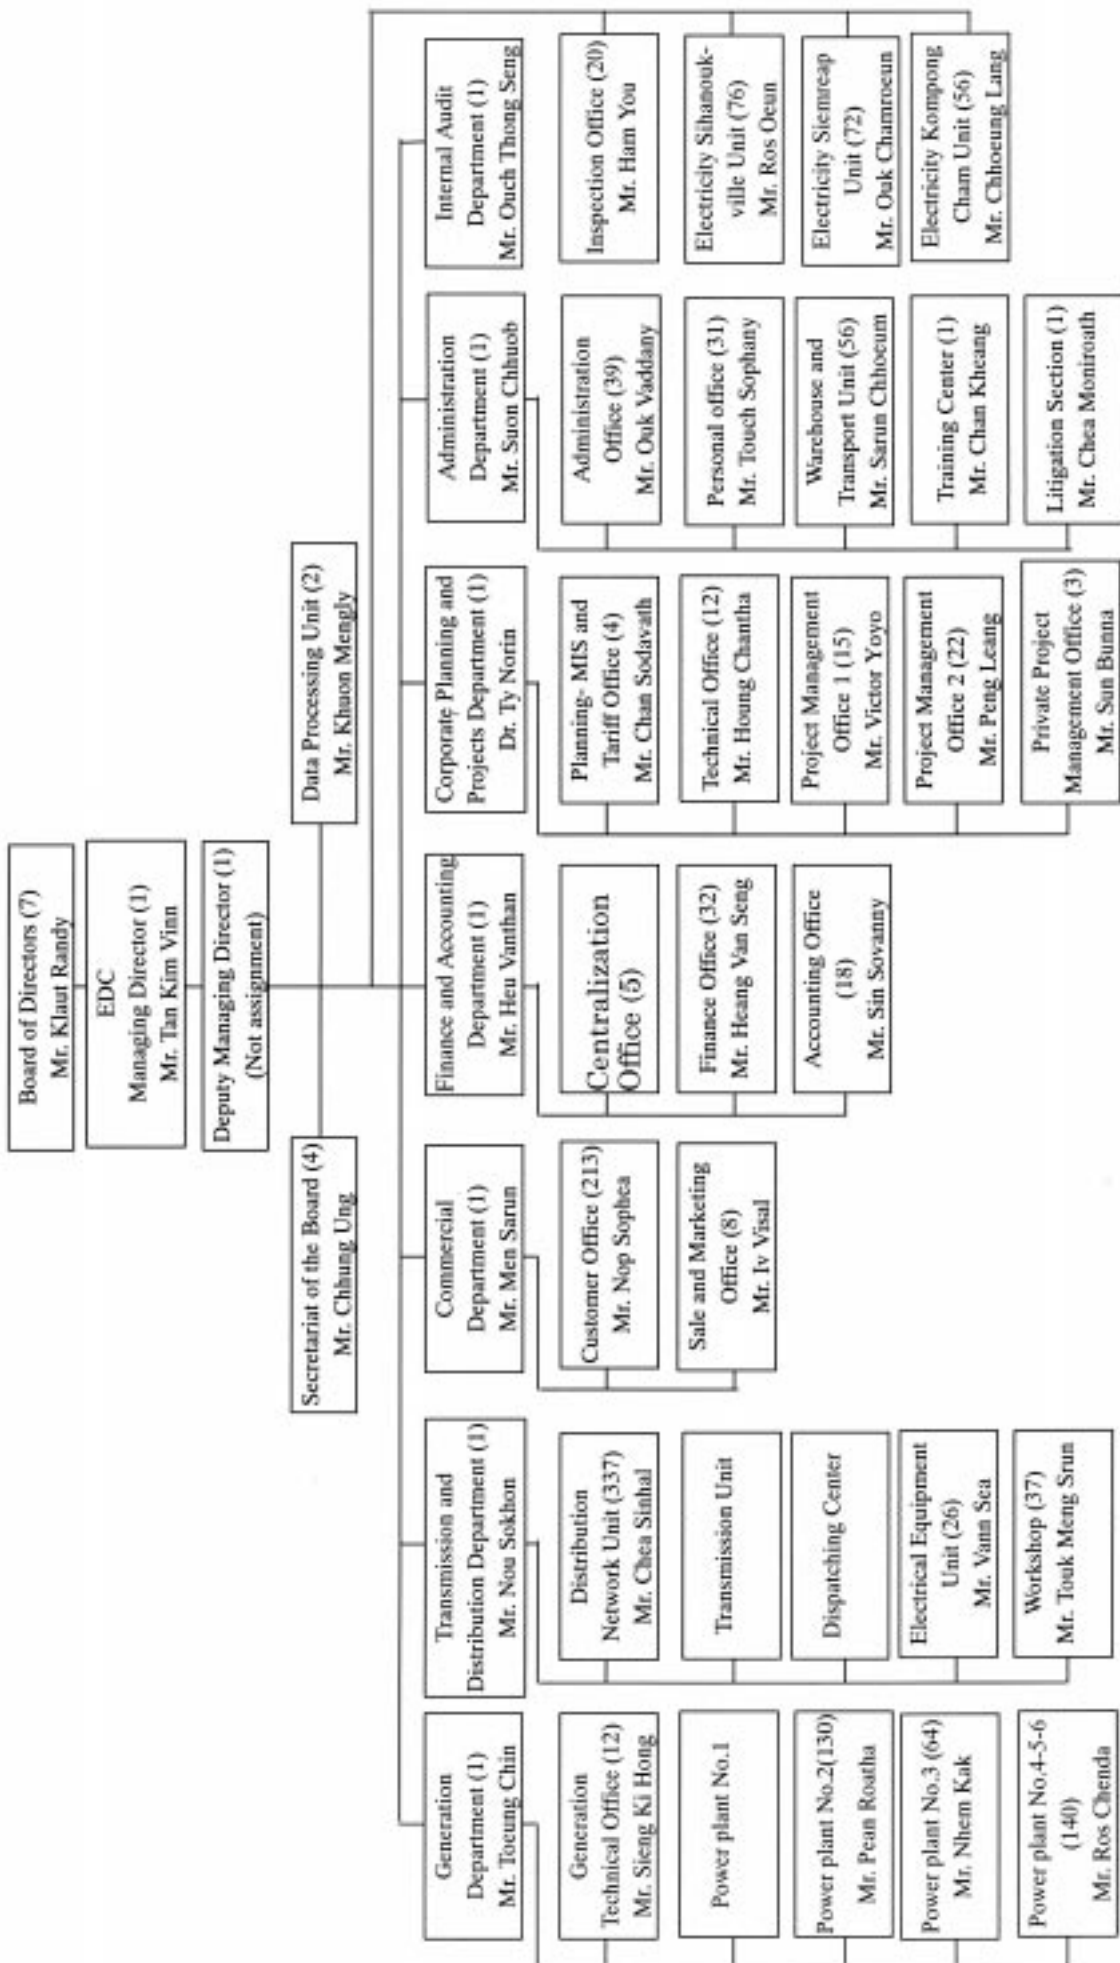 Board of Directors (7)
Mr. Klaut Randy
EDC
Managing Director (1)
Mr. Tan Kim Vinn
Deputy Managing Director (1)
(Not assignment)
Secretariat of the Board (4)
Mr. Chhung Ung
Data Processing Unit (2)
Mr. Khuon Mengly
Generation
Department (1)
Mr. Toeung Chin
Transmission and
Distribution Department (1)
Mr. Nou Sokhon
Commercial
Department (1)
Mr. Men Sarun
Finance and Accounting
Department (1)
Mr. Heu Vanthan
Corporate Planning and
Projects Department (1)
Dr. Ty Norin
Administration
Department (1)
Mr. Suon Chhuob
Internal Audit
Department (1)
Mr. Ouch Thong Seng
Generation
Technical Office (12)
Mr. Sieng Ki Hong
Power plant No.1
Power plant No.2(130)
Mr. Pean Roatha
Power plant No.3 (64)
Mr. Nhem Kak
Power plant No.4-5-6
(140)
Mr. Ros Chenda
Distribution
Network Unit (337)
Mr. Chea Sinhal
Transmission Unit
Dispatching Center
Electrical Equipment
Unit (26)
Mr. Vann Sea
Workshop (37)
Mr. Touk Meng Srun
Customer Office (213)
Mr. Nop Sophea
Sale and Marketing
Office (8)
Mr. Iv Visal
Centralization
Office (5)
Finance Office (32)
Mr. Heang Van Seng
Accounting Office
(18)
Mr. Sin Sovanny
Planning- MIS and
Tariff Office (4)
Mr. Chan Sodavath
Technical Office (12)
Mr. Houng Chantha
Project Management
Office 1 (15)
Mr. Victor Yoyo
Project Management
Office 2 (22)
Mr. Peng Leang
Private Project
Management Office (3)
Mr. Sun Bunna
Administration
Office (39)
Mr. Ouk Vaddany
Personal office (31)
Mr. Touch Sophany
Warehouse and
Transport Unit (56)
Mr. Sarun Chhoeum
Training Center (1)
Mr. Chan Kheang
Litigation Section (1)
Mr. Chea Moniroath
Inspection Office (20)
Mr. Ham You
Electricity Sihanouk-
ville Unit (76)
Mr. Ros Oeun
Electricity Siemreap
Unit (72)
Mr. Ouk Chamroeun
Electricity Kompong
Cham Unit (56)
Mr. Chhoeung Lang